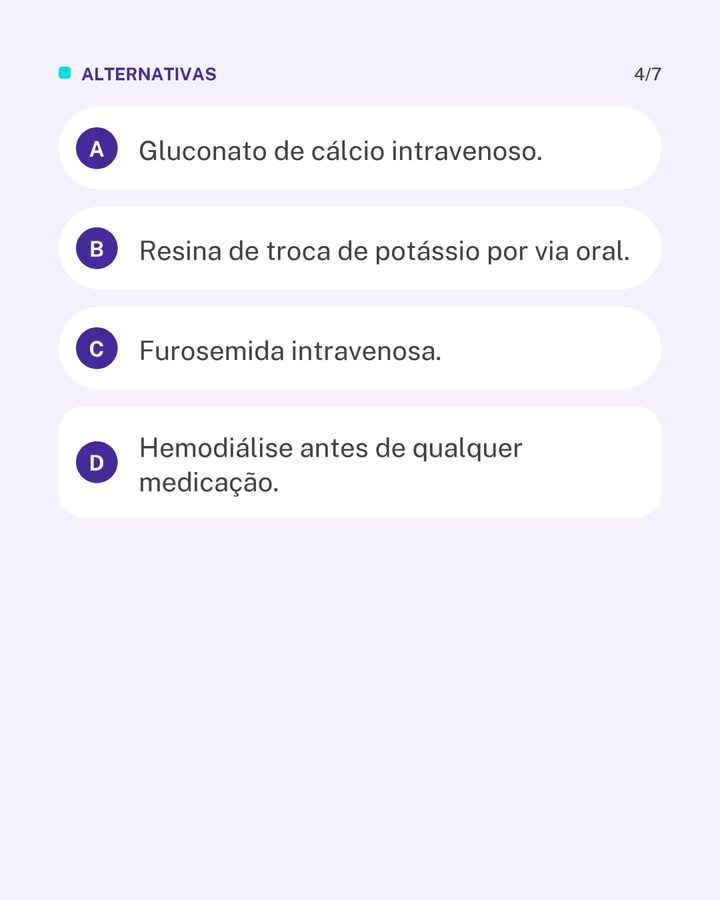 ALTERNATIVAS 4/7
A Gluconato de cálcio intravenoso.
B Resina de troca de potássio por via oral.
C Furosemida intravenosa.
D Hemodiálise antes de qualquer
medicação.